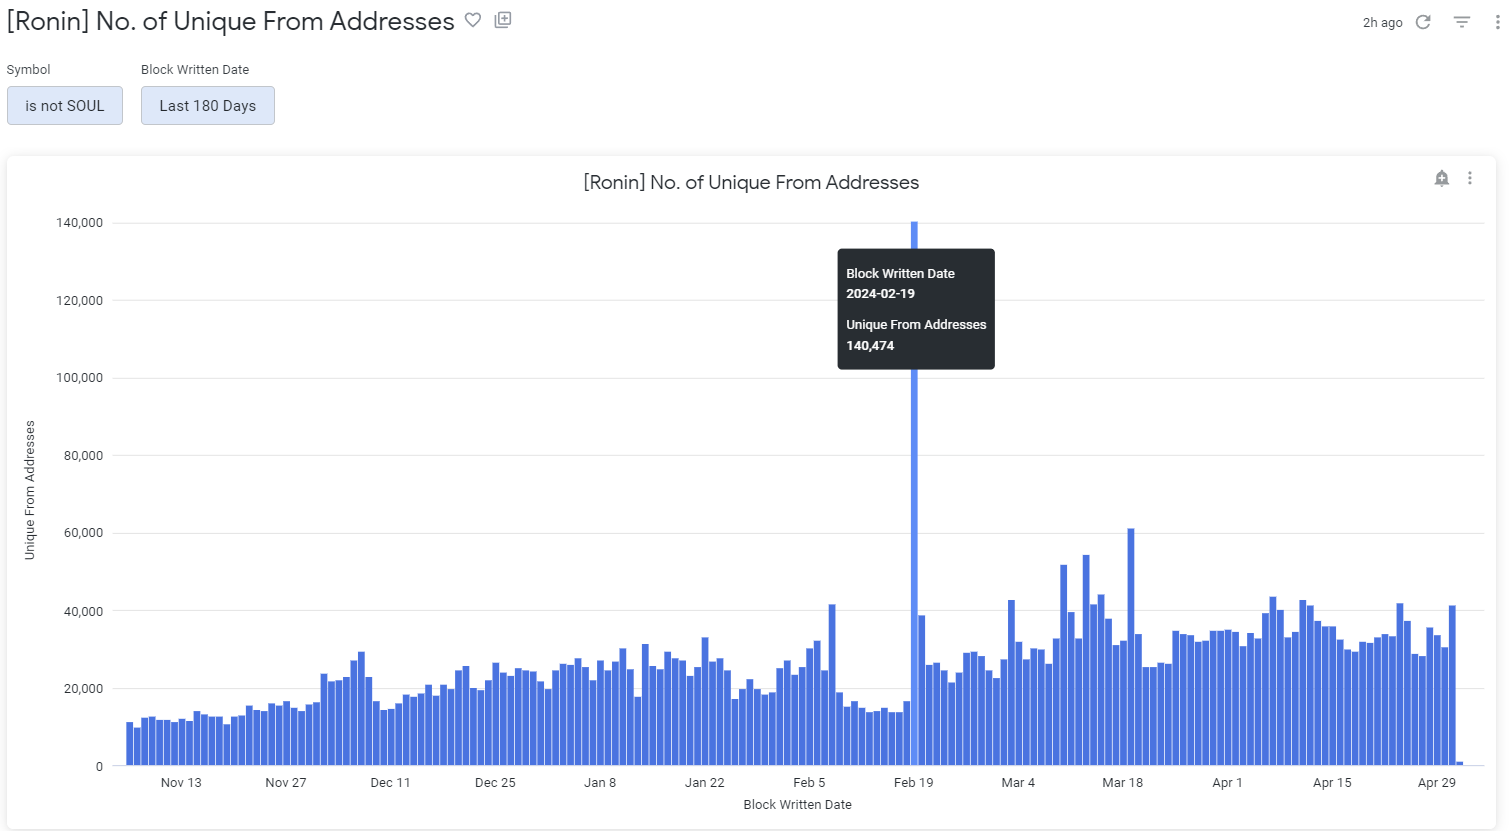 [Ronin] No. of Unique From Addresses
2h ago
Symbol
Block Written Date
is not SOUL
Last 180 Days
[Ronin] No. of Unique From Addresses
140,000
120,000
100,000
80,000
60,000
40,000
20,000
0
Unique From Addresses
Block Written Date
2024-02-19
Unique From Addresses
140,474
Nov 13
Nov 27
Dec 11
Dec 25
Jan 8
Jan 22
Feb 5
Feb 19
Mar 4
Mar 18
Apr 1
Apr 15
Apr 29
Block Written Date